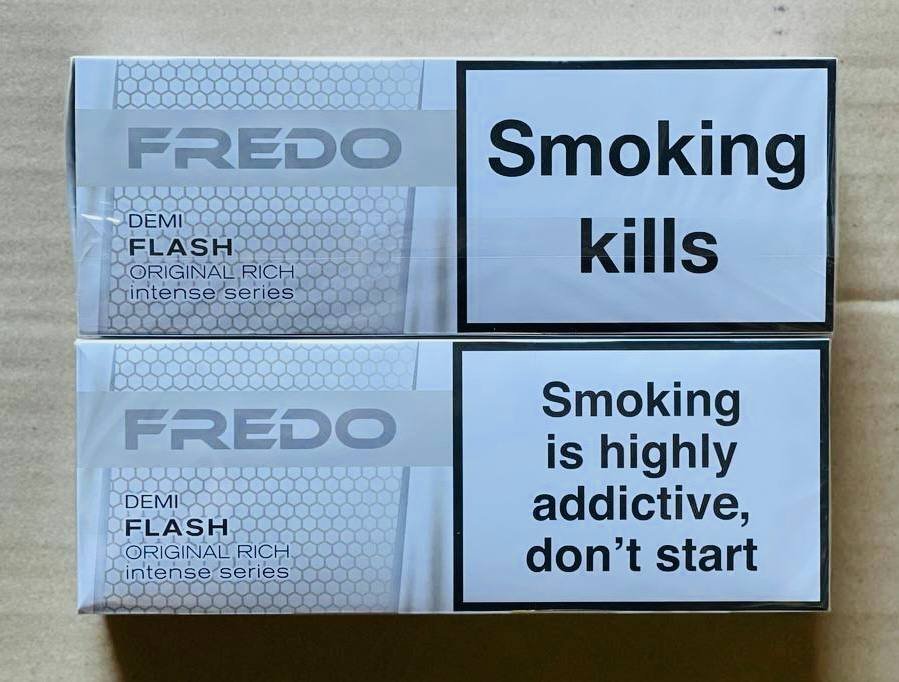 FREDO
DEMI
FLASH
ORIGINAL RICH
intense series
Smoking
kills
FREDO
DEMI
FLASH
ORIGINAL RICH
intense series
Smoking
is highly
addictive,
don't start